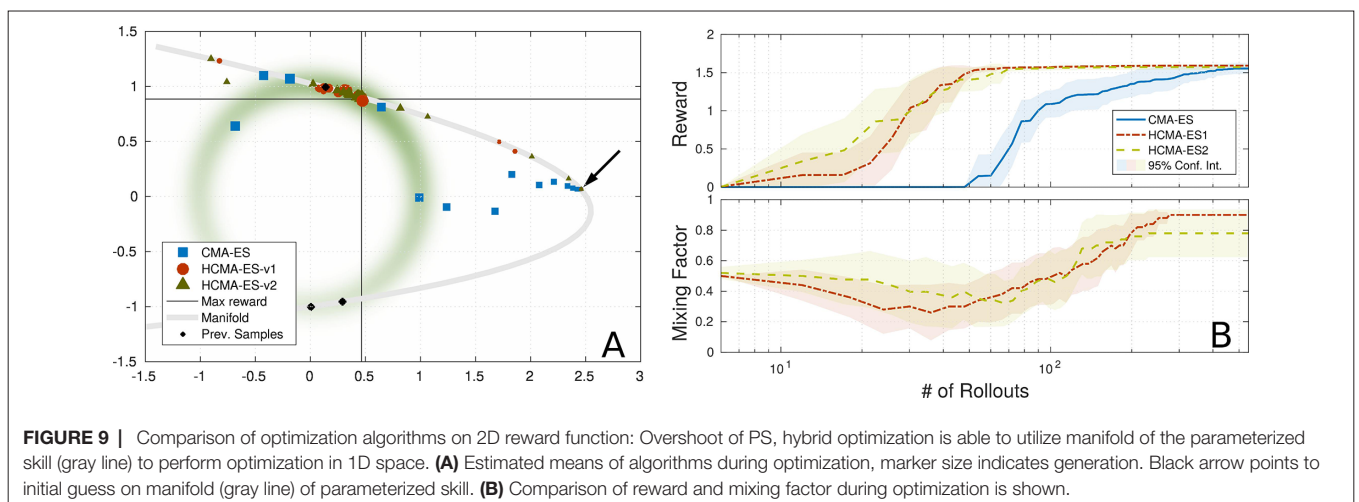 1.5
1
0.5
0
-0.5
-1
-1.5
-1.5 -1 -0.5 0 0.5 1 1.5 2 2.5 3
CMA-ES
HCMA-ES-v1
HCMA-ES-v2
Max reward
Manifold
Prev. Samples
A
2
1.5
1
0.5
0
Reward
CMA-ES
HCMA-ES1
HCMA-ES2
95% Conf. Int.
1
0.8
0.6
0.4
0.2
0
Mixing Factor
B
10^1 10^2
# of Rollouts
FIGURE 9 | Comparison of optimization algorithms on 2D reward function: Overshoot of PS, hybrid optimization is able to utilize manifold of the parameterized
skill (gray line) to perform optimization in 1D space. (A) Estimated means of algorithms during optimization, marker size indicates generation. Black arrow points to
initial guess on manifold (gray line) of parameterized skill. (B) Comparison of reward and mixing factor during optimization is shown.